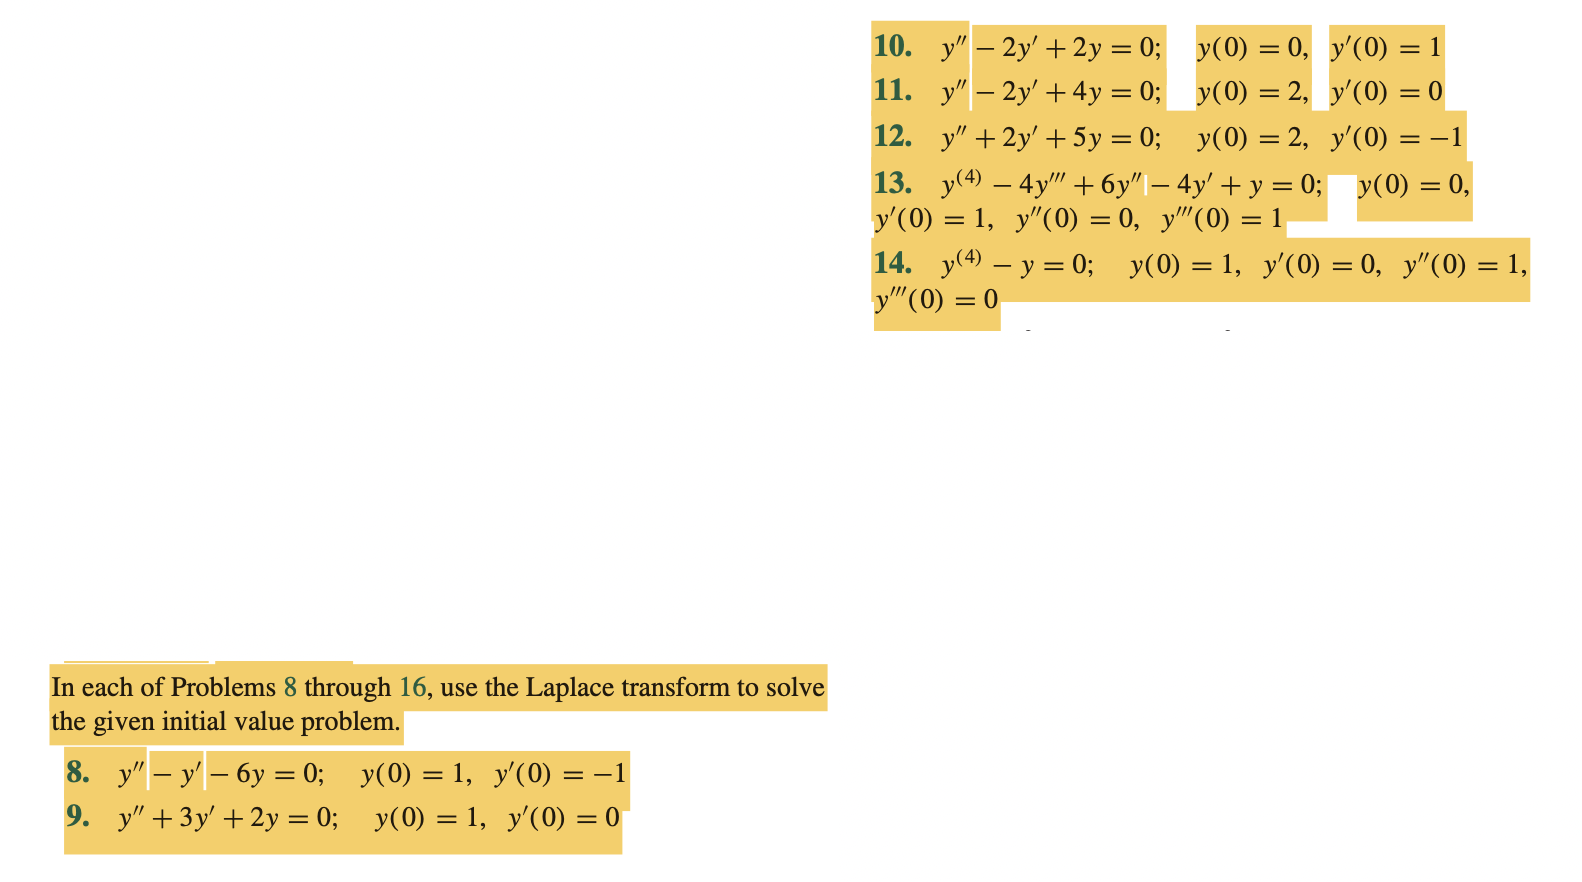 In each of Problems 8 through 16, use the Laplace transform to solve
the given initial value problem.
8. y″ − y′ − 6y = 0; y(0) = 1, y′(0) = −1
9. y″ + 3y′ + 2y = 0; y(0) = 1, y′(0) = 0
10. y″ − 2y′ + 2y = 0; y(0) = 0, y′(0) = 1
11. y″ − 2y′ + 4y = 0; y(0) = 2, y′(0) = 0
12. y″ + 2y′ + 5y = 0; y(0) = 2, y′(0) = −1
13. y⁽⁴⁾ − 4y‴ + 6y″ − 4y′ + y = 0; y(0) = 0,
y′(0) = 1, y″(0) = 0, y‴(0) = 1
14. y⁽⁴⁾ − y = 0; y(0) = 1, y′(0) = 0, y″(0) = 1,
y‴(0) = 0